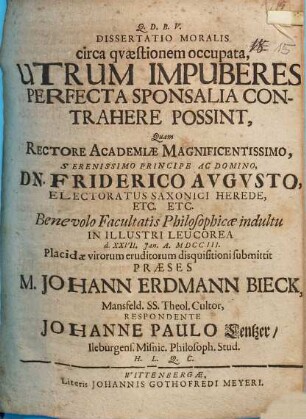 Q. D. B. V.
DISSERTATIO MORALIS
circa qvæstionem occupata,
UTRUM IMPUBERES
PERFECTA SPONSALIA CON-
TRAHERE POSSINT,
Quam
RECTORE ACADEMIÆ MAGNIFICENTISSIMO,
SERENISSIMO PRINCIPE AC DOMINO,
DN. FRIDERICO AVGVSTO,
ELECTORATUS SAXONICI HEREDE,
ETC. ETC.
Benevolo Facultatis Philosophicæ indultu
IN ILLUSTRI LEUCOREA
d. XXVII. Jan. A. MDCCIII.
Placidæ virorum eruditorum disquisitioni submittit
PRÆSES
M. JOHANN ERDMANN BIECK,
Mansfeld. SS. Theol. Cultor,
RESPONDENTE
JOHANNE PAULO Lentzer/
Ileburgens. Misnic. Philosoph. Stud.
H. L. Q. C.
WITTENBERGÆ,
Literis JOHANNIS GOTHOFREDI MEYERI.